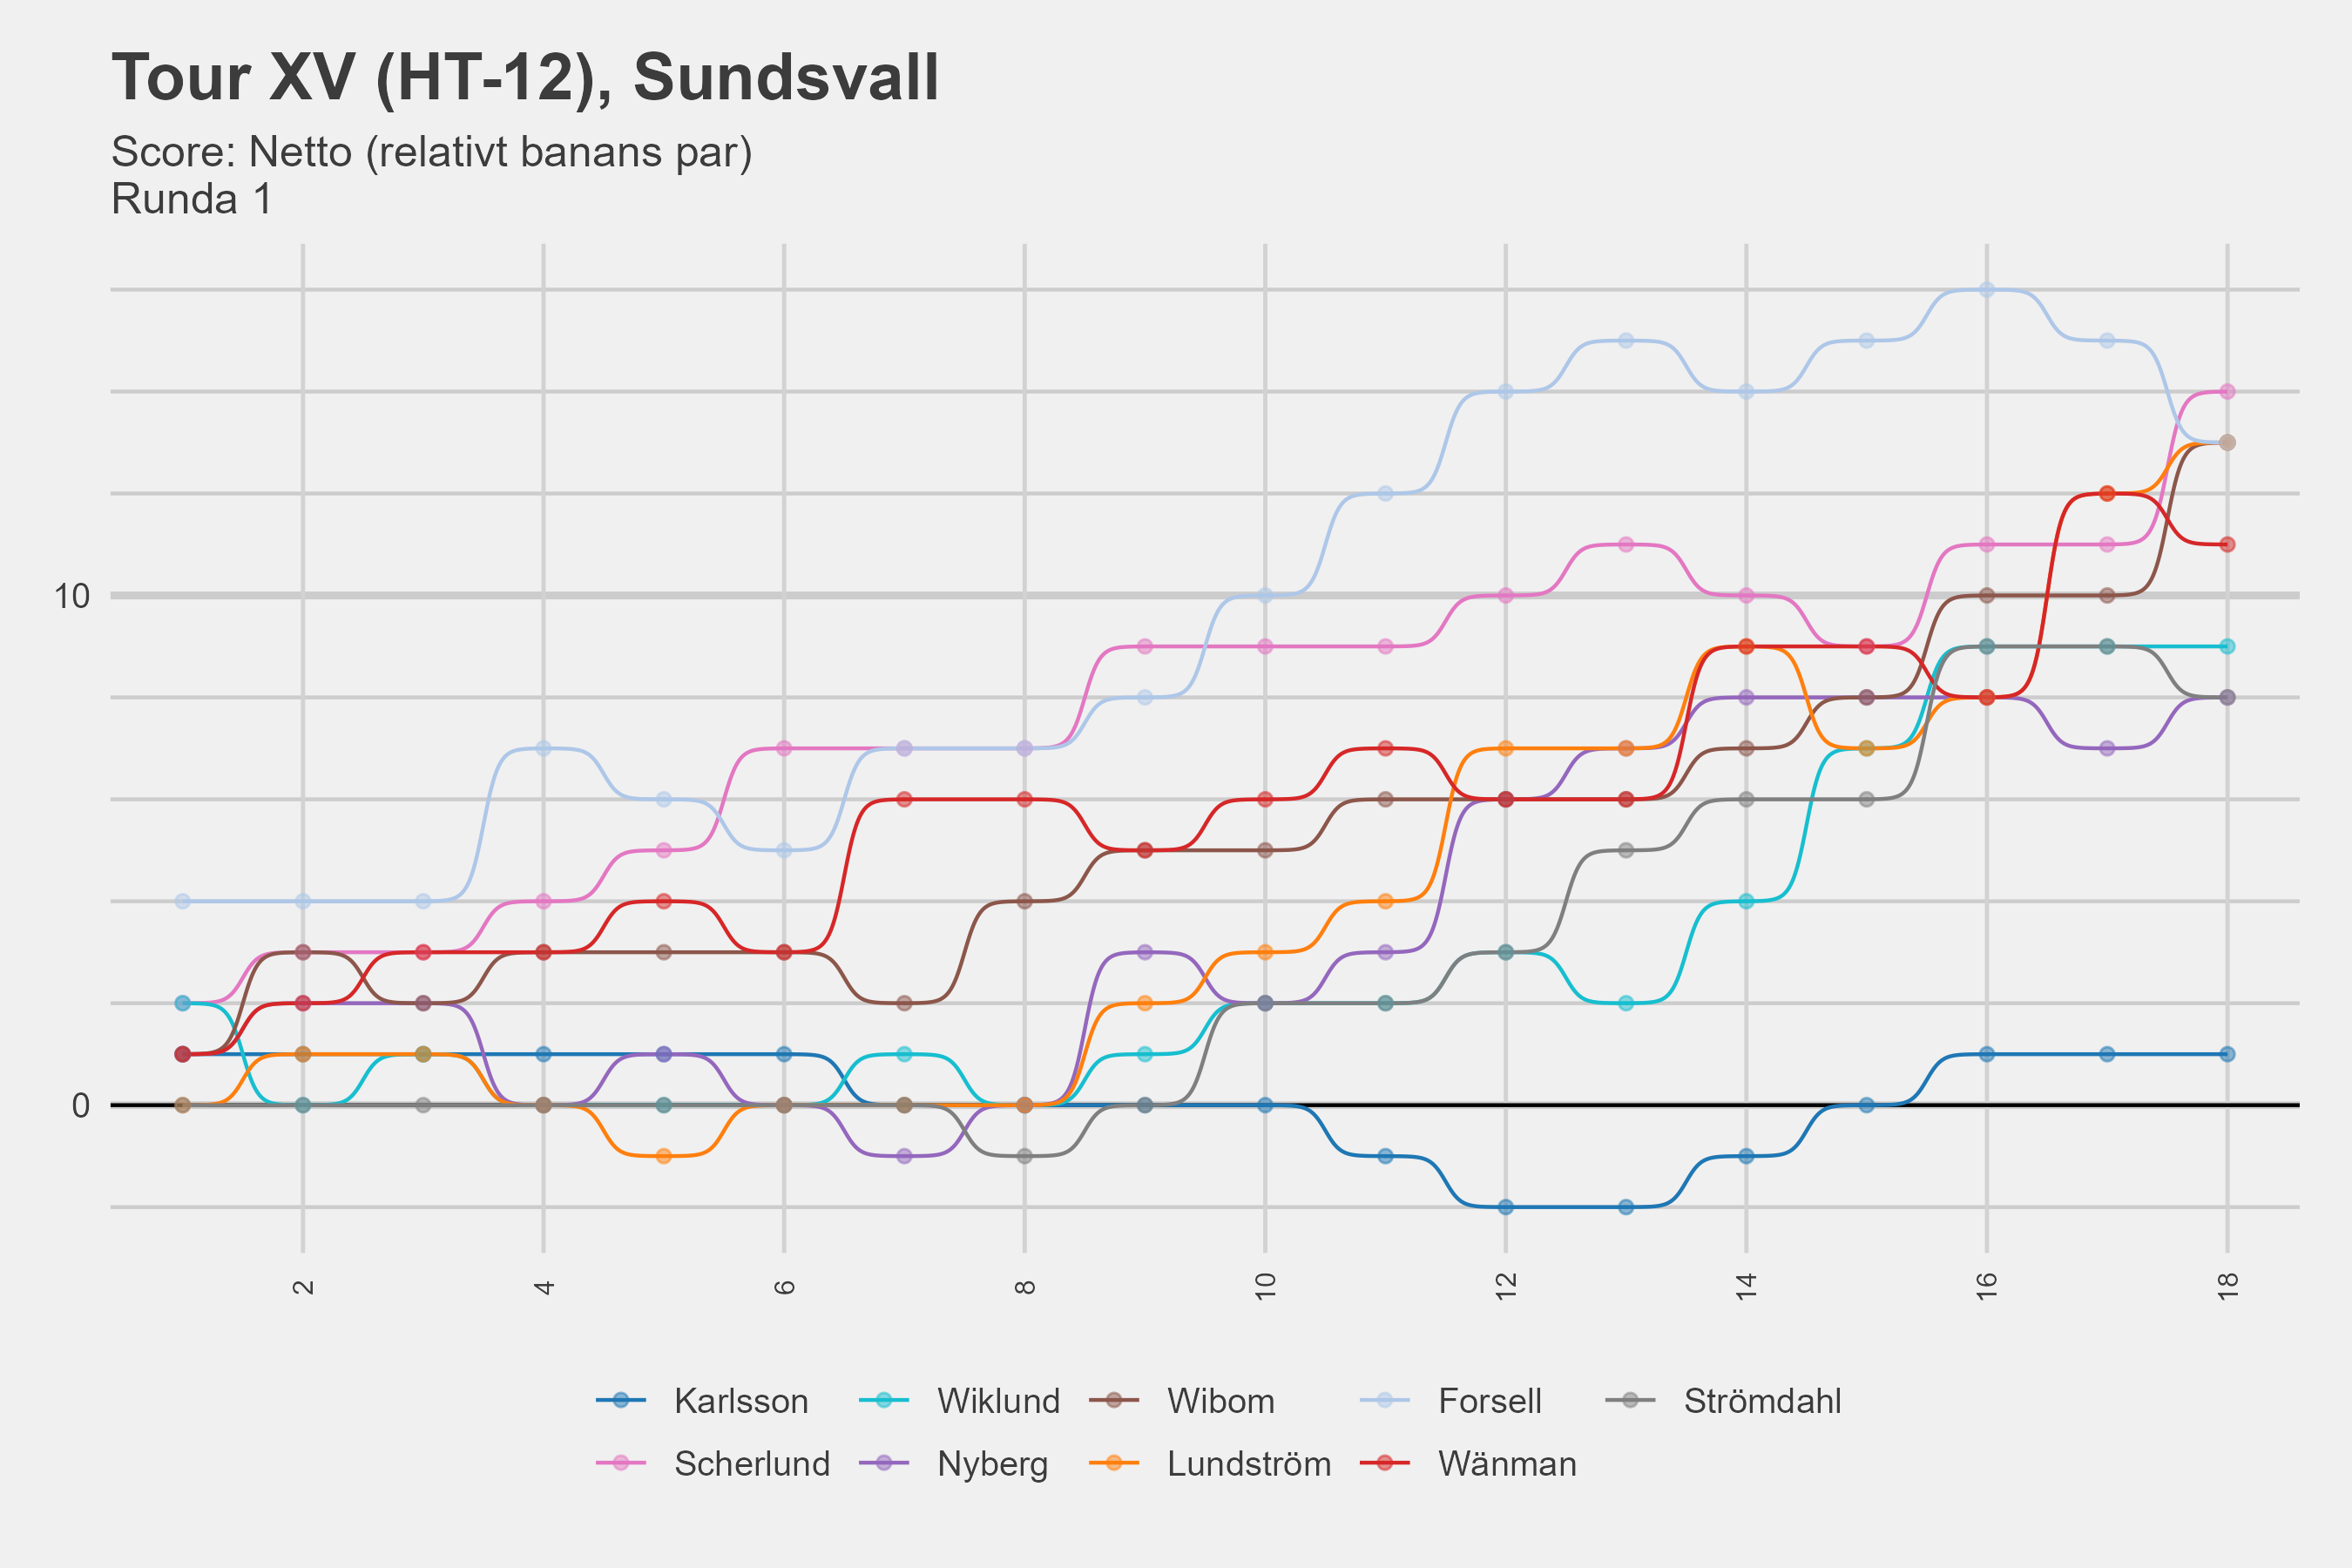 Tour XV (HT-12), Sundsvall
Score: Netto (relativt banans par)
Runda 1
10
0
2 4 6 8 10 12 14 16 18
Karlsson Wiklund Wibom Forsell Strömdahl
Scherlund Nyberg Lundström Wänman